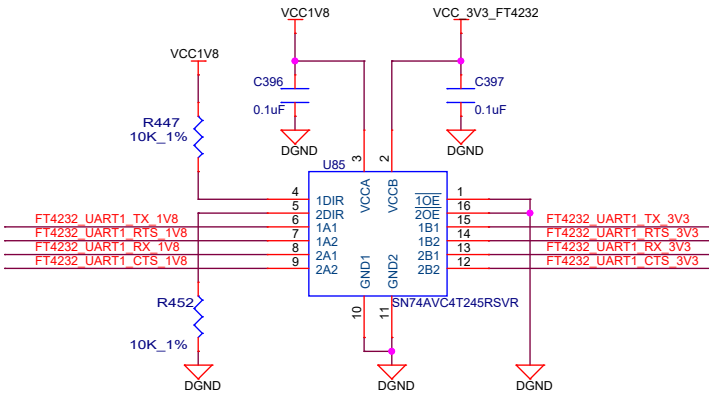 VCC1V8
VCC_3V3_FT4232
VCC1V8
C396
0.1uF
C397
0.1uF
R447
10K_1%
DGND
DGND
U85
3
2
VCCA
VCCB
4
1DIR
1OE
1
5
2DIR
2OE
16
FT4232_UART1_TX_1V8
6
1A1
1B1
15
FT4232_UART1_TX_3V3
FT4232_UART1_RTS_1V8
7
1A2
1B2
14
FT4232_UART1_RTS_3V3
FT4232_UART1_RX_1V8
8
2A1
2B1
13
FT4232_UART1_RX_3V3
FT4232_UART1_CTS_1V8
9
2A2
2B2
12
FT4232_UART1_CTS_3V3
GND1
GND2
10
11
SN74AVC4T245RSVR
R452
10K_1%
DGND
DGND
DGND